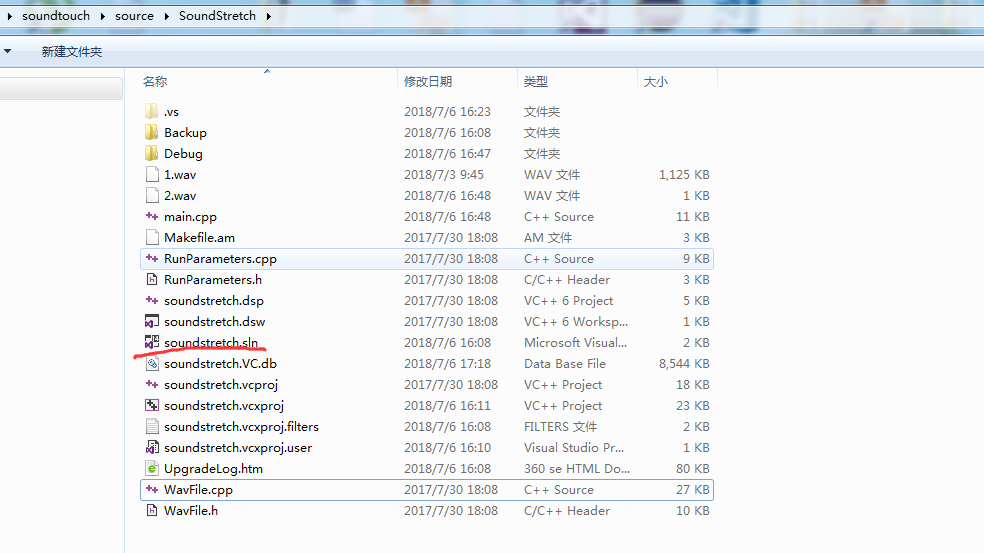 soundtouch source SoundStretch
新建文件夹
名称 修改日期 类型 大小
.vs 2018/7/6 16:23 文件夹
Backup 2018/7/6 16:08 文件夹
Debug 2018/7/6 16:47 文件夹
1.wav 2018/7/3 9:45 WAV 文件 1,125 KB
2.wav 2018/7/6 16:48 WAV 文件 1 KB
main.cpp 2018/7/6 16:48 C++ Source 11 KB
Makefile.am 2017/7/30 18:08 AM 文件 3 KB
RunParameters.cpp 2017/7/30 18:08 C++ Source 9 KB
RunParameters.h 2017/7/30 18:08 C/C++ Header 3 KB
soundstretch.dsp 2017/7/30 18:08 VC++ 6 Project 5 KB
soundstretch.dsw 2017/7/30 18:08 VC++ 6 Worksp... 1 KB
soundstretch.sln 2018/7/6 16:08 Microsoft Visual... 2 KB
soundstretch.VC.db 2018/7/6 17:18 Data Base File 8,544 KB
soundstretch.vcproj 2017/7/30 18:08 VC++ Project 18 KB
soundstretch.vcxproj 2018/7/6 16:11 VC++ Project 23 KB
soundstretch.vcxproj.filters 2018/7/6 16:08 FILTERS 文件 2 KB
soundstretch.vcxproj.user 2018/7/6 16:10 Visual Studio Pr... 1 KB
UpgradeLog.htm 2018/7/6 16:08 360 se HTML Do... 80 KB
WavFile.cpp 2017/7/30 18:08 C++ Source 27 KB
WavFile.h 2017/7/30 18:08 C/C++ Header 10 KB